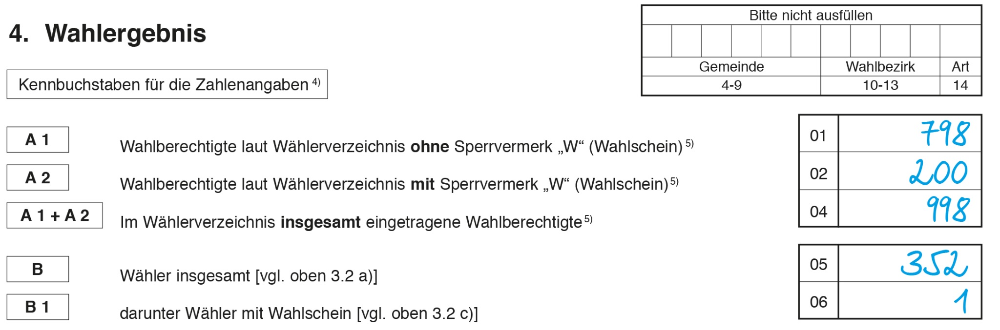 4. Wahlergebnis
Bitte nicht ausfüllen
Gemeinde Wahlbezirk Art
4-9 10-13 14
Kennbuchstaben für die Zahlenangaben 4)
A 1 Wahlberechtigte laut Wählerverzeichnis ohne Sperrvermerk „W“ (Wahlschein) 5) 01 798
A 2 Wahlberechtigte laut Wählerverzeichnis mit Sperrvermerk „W“ (Wahlschein) 5) 02 200
A 1 + A 2 Im Wählerverzeichnis insgesamt eingetragene Wahlberechtigte 5) 04 998
B Wähler insgesamt [vgl. oben 3.2 a)] 05 352
B 1 darunter Wähler mit Wahlschein [vgl. oben 3.2 c)] 06 1